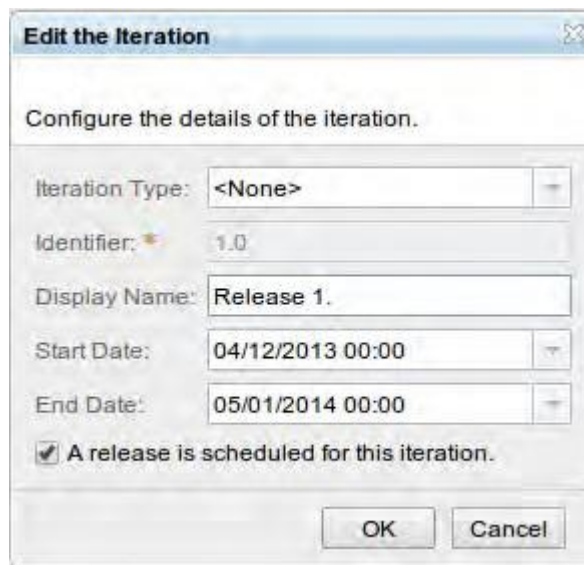 Edit the Iteration
Configure the details of the iteration.
Iteration Type: <None>
Identifier: * 1.0
Display Name: Release 1.
Start Date: 04/12/2013 00:00
End Date: 05/01/2014 00:00
A release is scheduled for this iteration.
OK Cancel